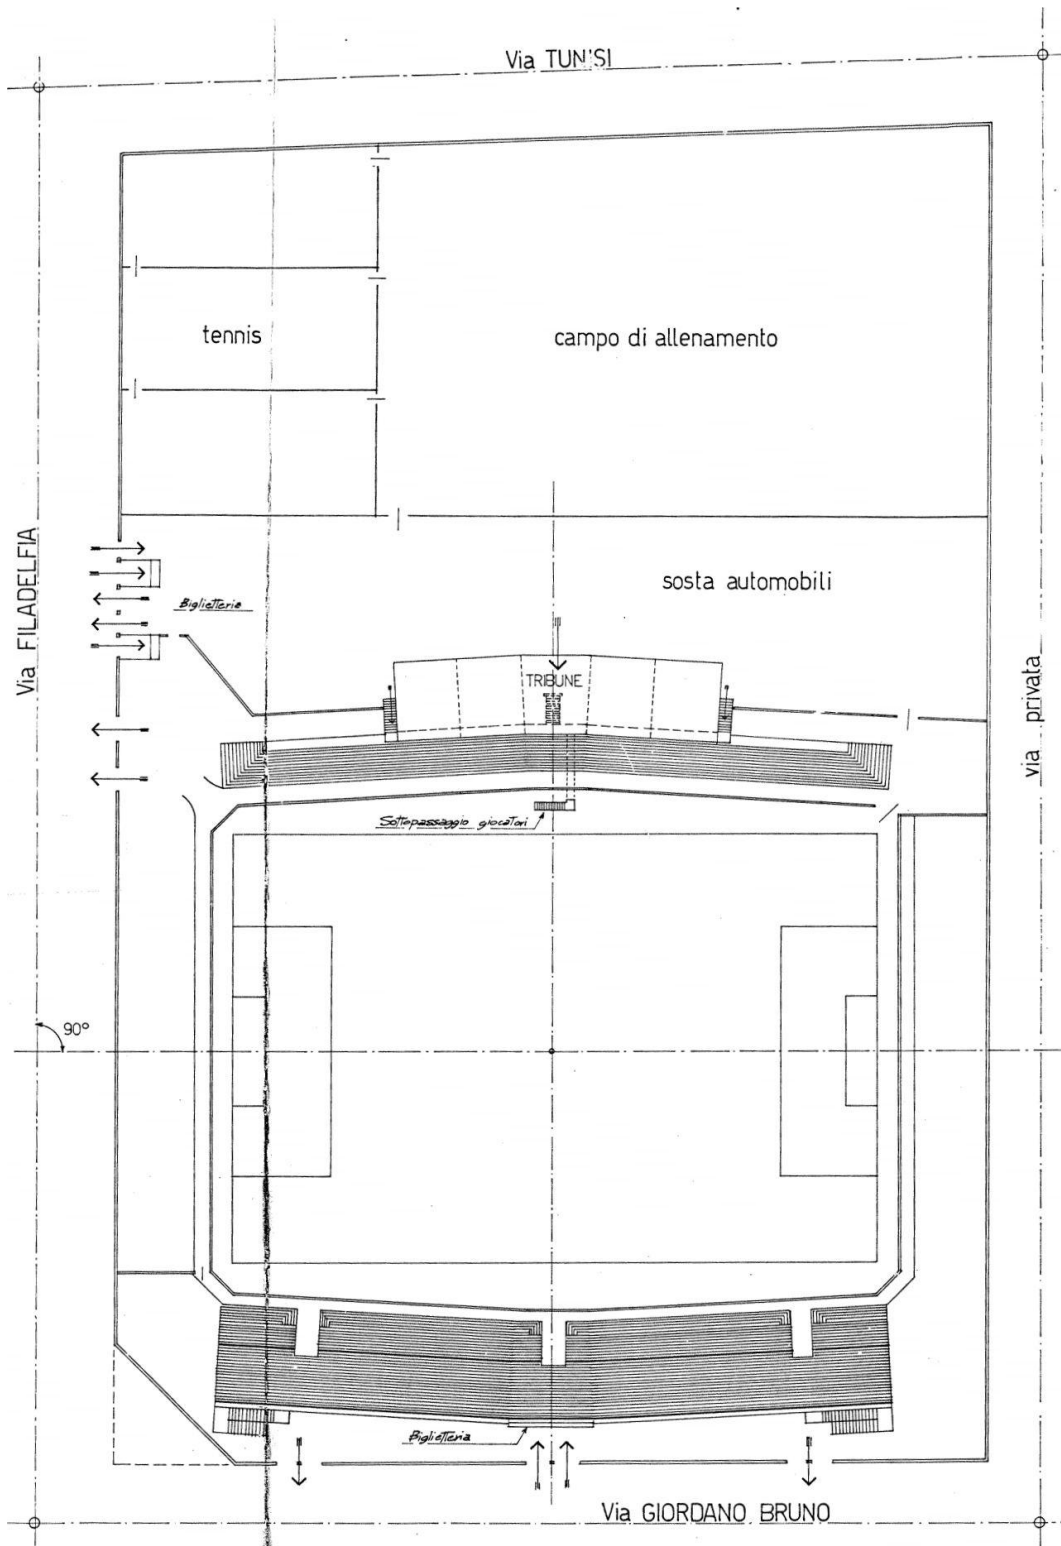 Via TUNISI
tennis
campo di allenamento
Via FILADELFIA
sosta automobili
Biglietteria
TRIBUNE
via privata
Sottopassaggio giocatori
90°
Biglietteria
Via GIORDANO BRUNO